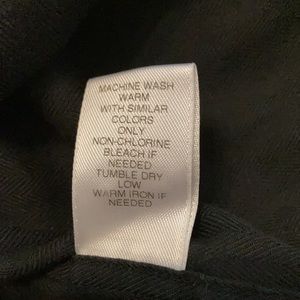 MACHINE WASH
WARM
WITH SIMILAR
COLORS
ONLY
NON-CHLORINE
BLEACH IF
NEEDED
TUMBLE DRY
LOW
WARM IRON IF
NEEDED